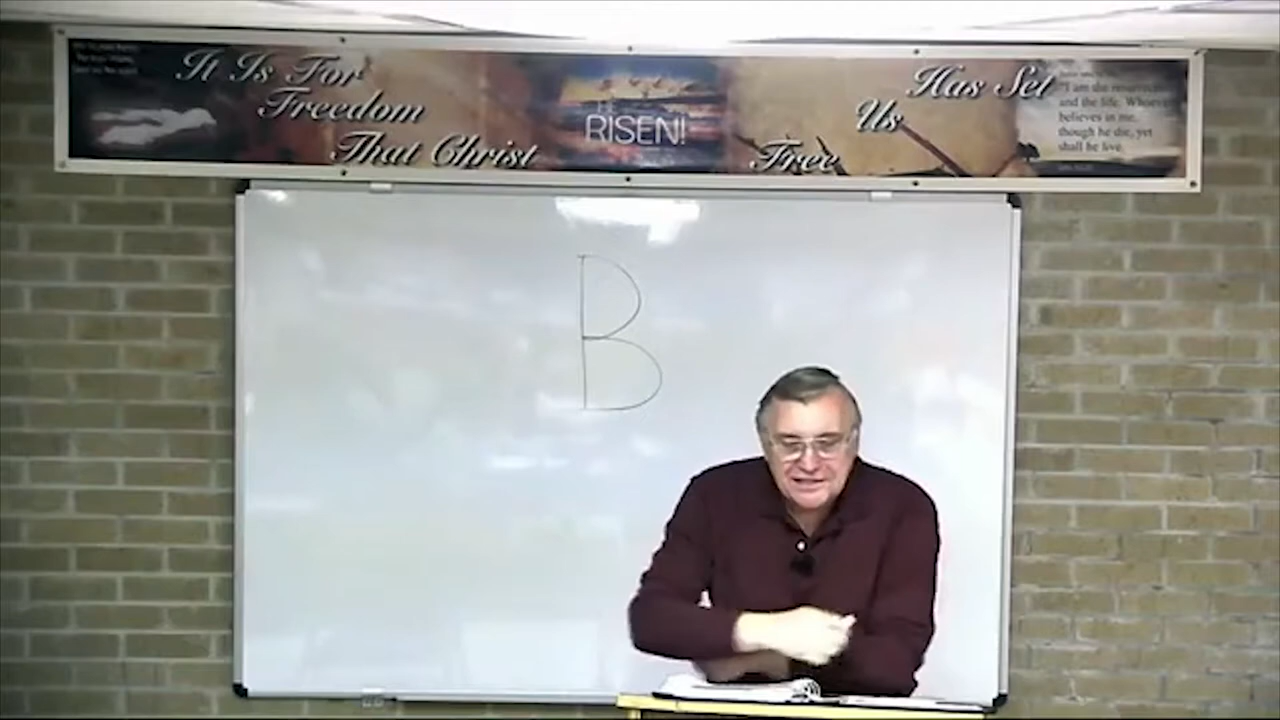 It Is For
Freedom
That Christ
RISEN!
Has Set
Us
Free
"I am the resurrection
and the life. Whoever
believes in me,
though he die, yet
shall he live.
B